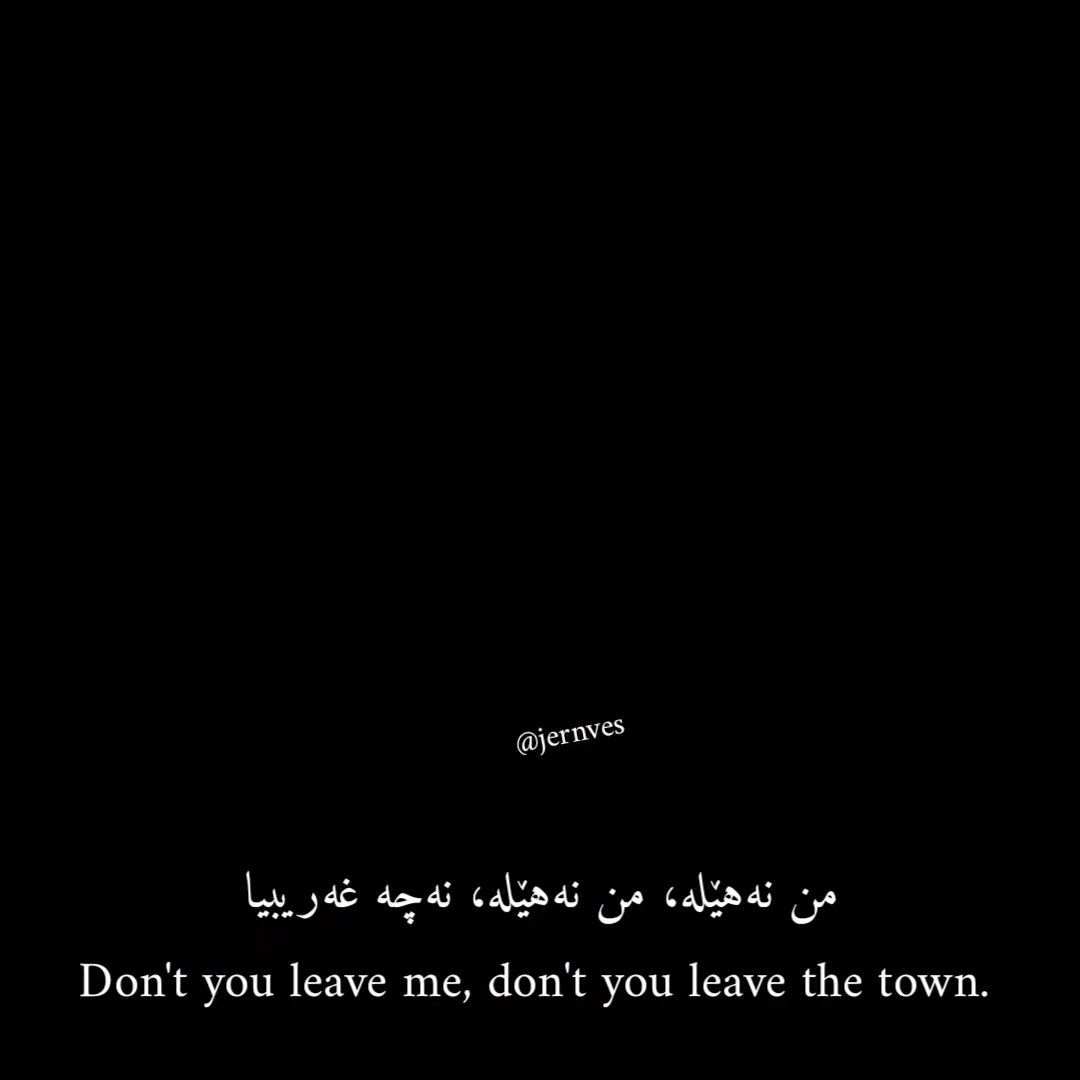 @jernves
من نەهێلە، من نەهێلە، نەچە غەریبیا
Don't you leave me, don't you leave the town.